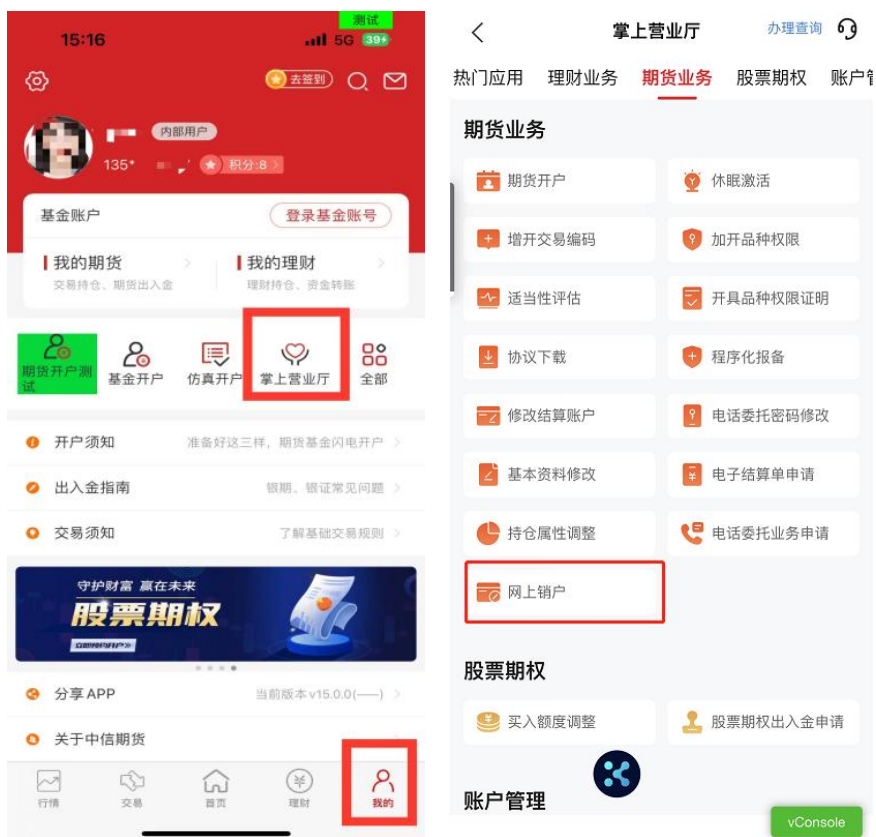 测试
15:16
5G 39
去签到
内部用户
135*
积分:8 >
基金账户
登录基金账号
我的期货
我的理财
交易持仓、期货出入金
理财持仓、资金转账
期货开户测
试
基金开户
仿真开户
掌上营业厅
全部
开户须知
准备好这三样，期货基金闪电开户 >
出入金指南
银期、银证常见问题 >
交易须知
了解基础交易规则 >
守护财富 赢在未来
股票期权
分享APP
当前版本v15.0.0(——) >
关于中信期货
行情
交易
首页
理财
我的
掌上营业厅
办理查询
热门应用
理财业务
期货业务
股票期权
期货业务
期货开户
休眠激活
增开交易编码
加开品种权限
适当性评估
开具品种权限证明
协议下载
程序化报备
修改结算账户
电话委托密码修改
基本资料修改
电子结算单申请
持仓属性调整
电话委托业务申请
网上销户
股票期权
买入额度调整
股票期权出入金申请
账户管理
vConsole